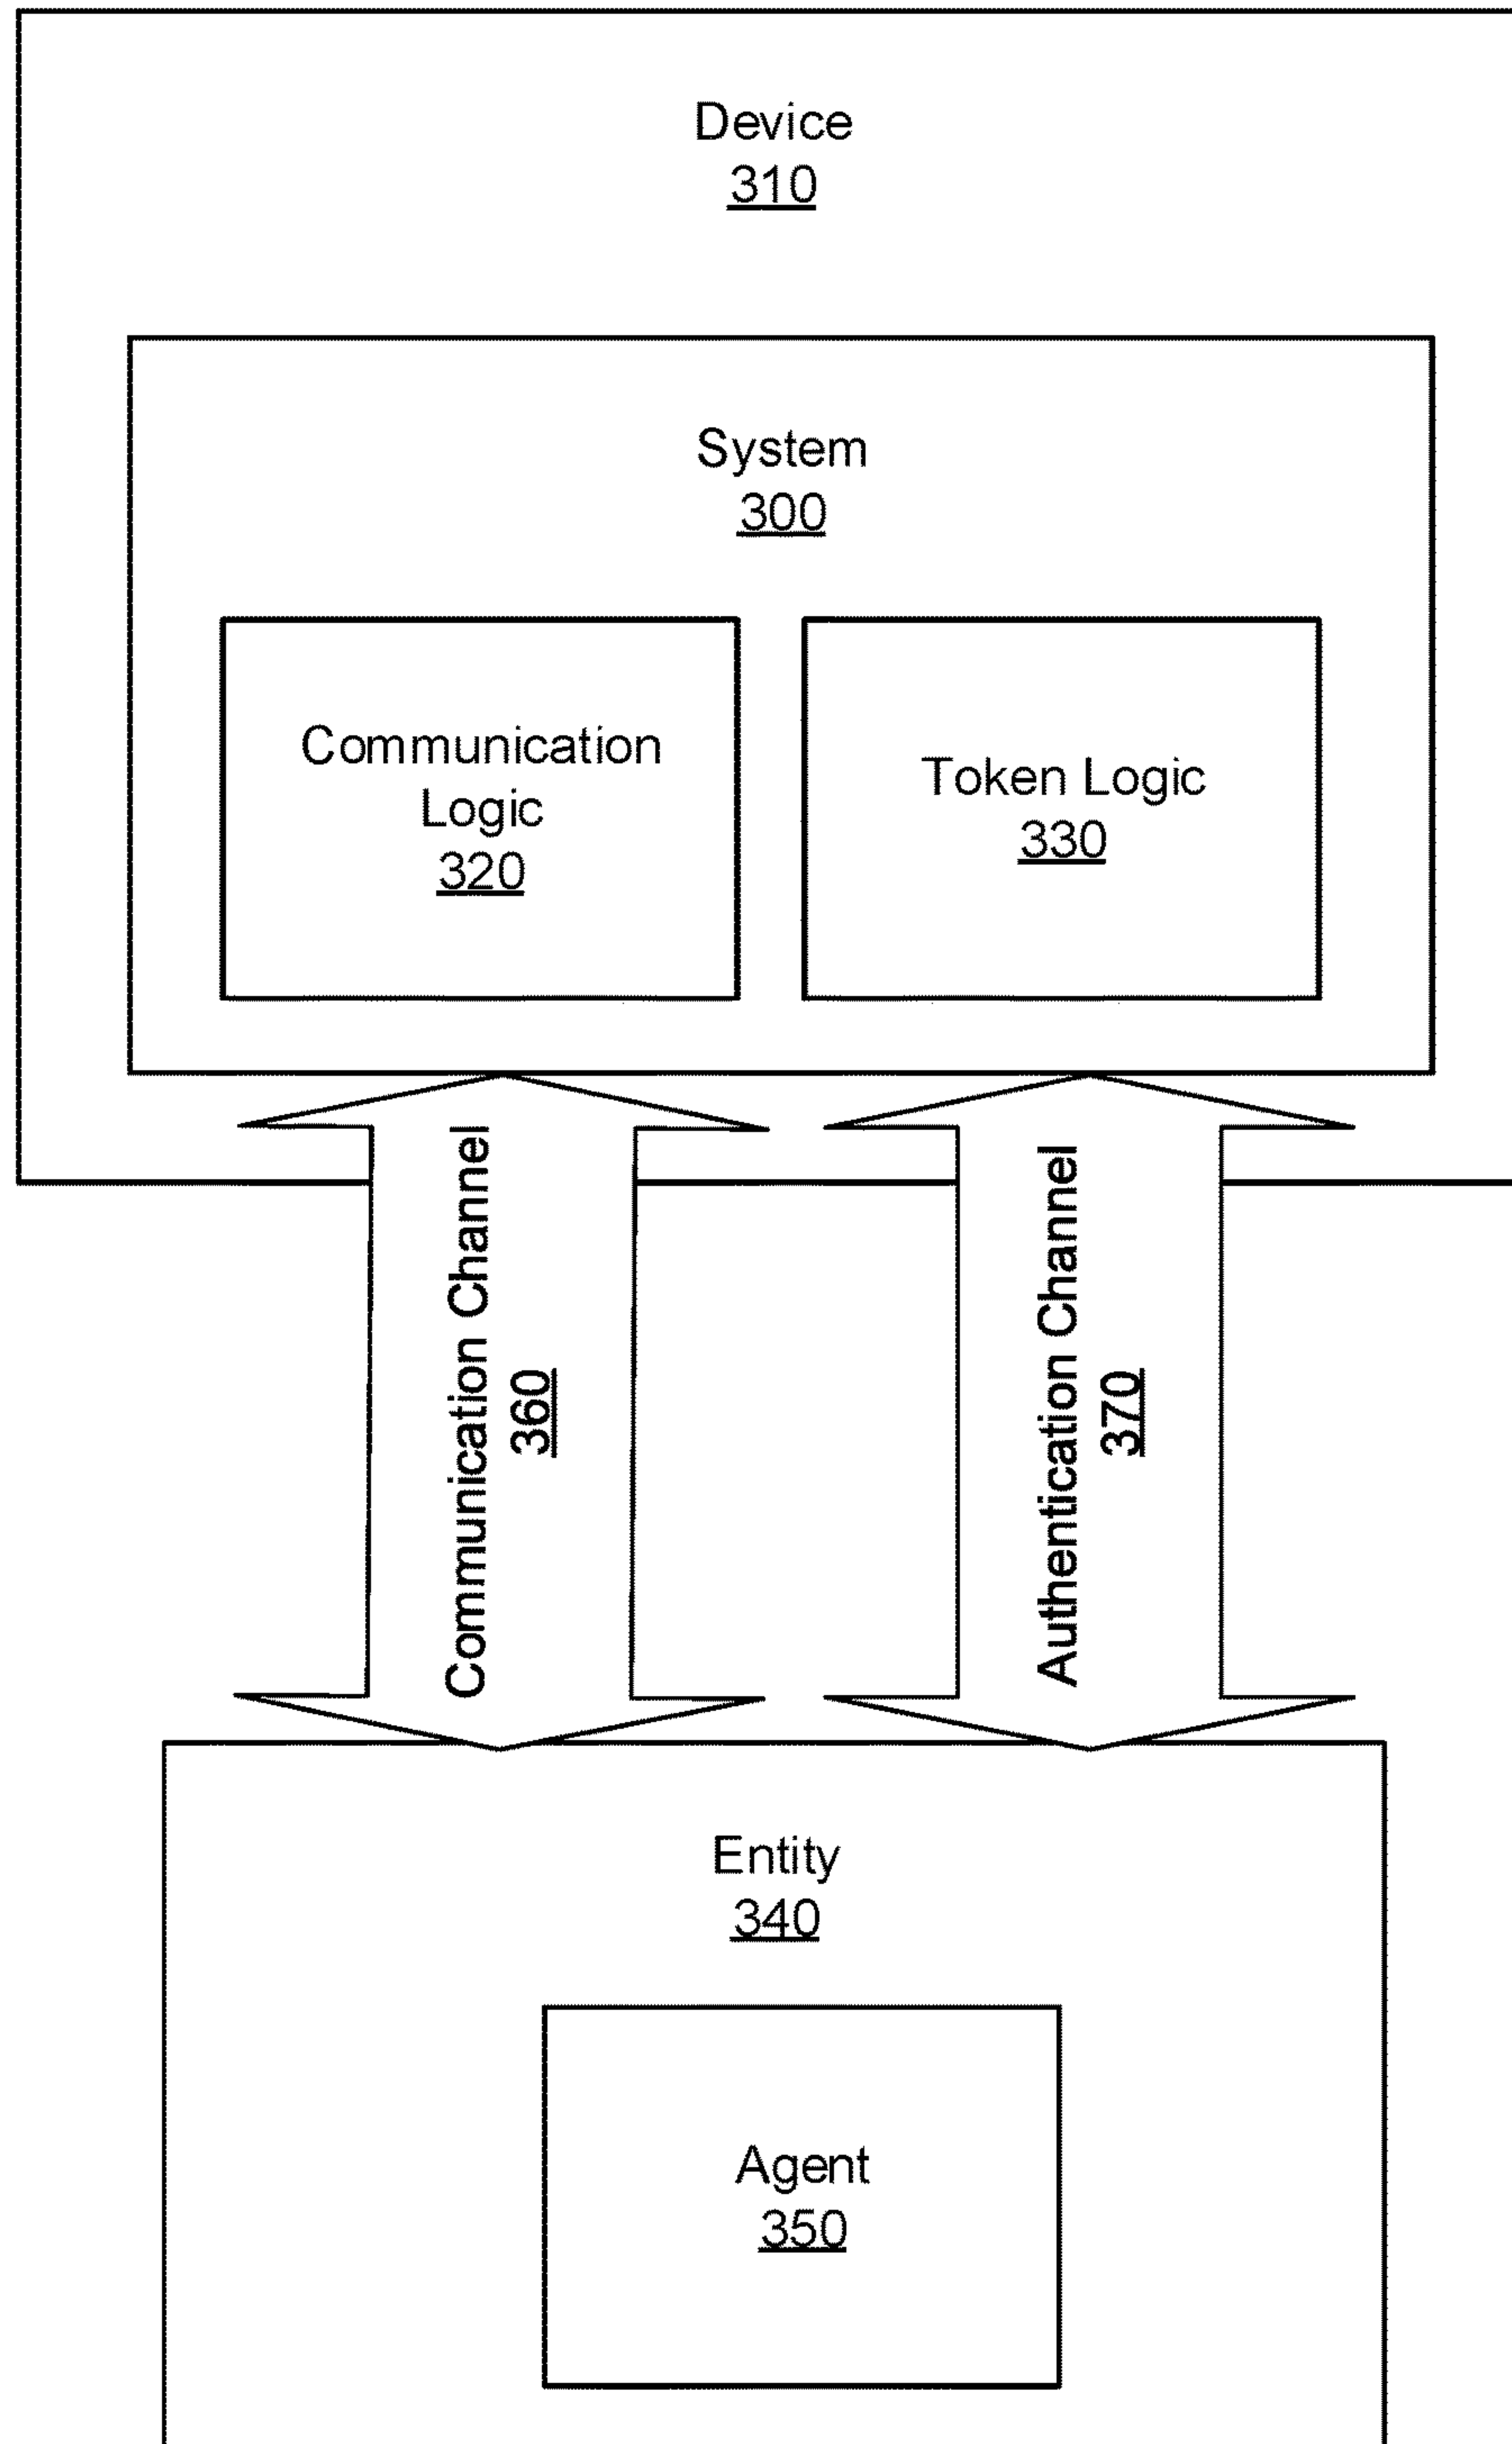 Device
310
System
300
Communication
Logic
320
Token Logic
330
Communication Channel
360
Authentication Channel
370
Entity
340
Agent
350